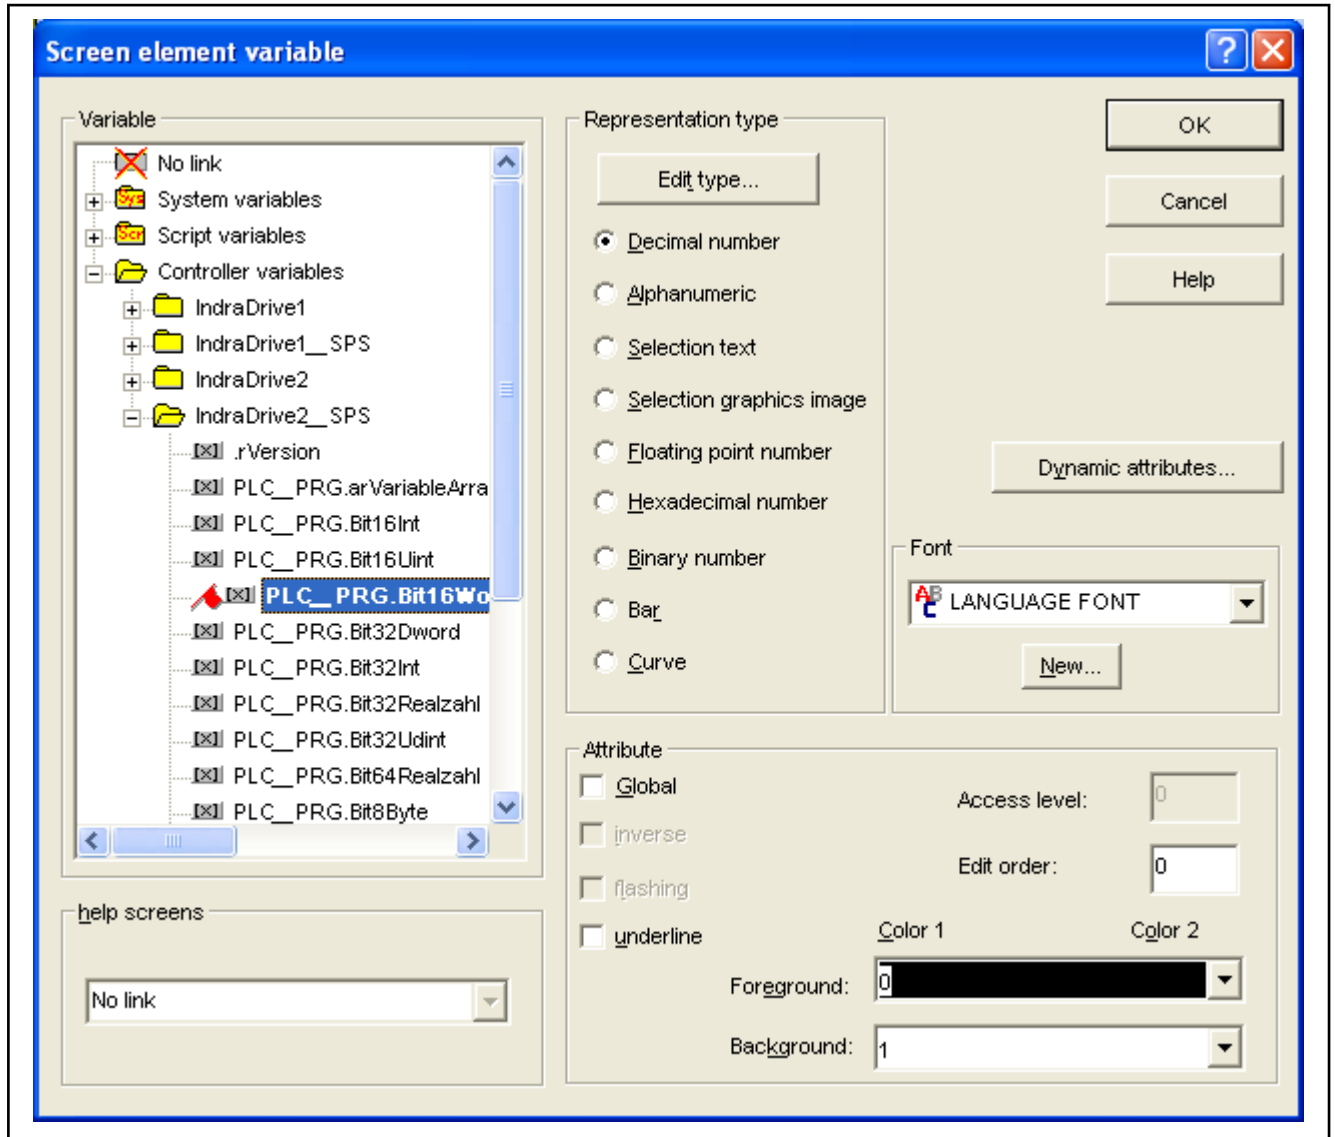 Screen element variable
Variable
No link
System variables
Script variables
Controller variables
IndraDrive1
IndraDrive1__SPS
IndraDrive2
IndraDrive2__SPS
.rVersion
PLC__PRG.arVariableArra
PLC__PRG.Bit16Int
PLC__PRG.Bit16Uint
PLC__PRG.Bit16Wo
PLC__PRG.Bit32Dword
PLC__PRG.Bit32Int
PLC__PRG.Bit32Realzahl
PLC__PRG.Bit32Udint
PLC__PRG.Bit64Realzahl
PLC__PRG.Bit8Byte
help screens
No link
Representation type
Edit type...
Decimal number
Alphanumeric
Selection text
Selection graphics image
Floating point number
Hexadecimal number
Binary number
Bar
Curve
OK
Cancel
Help
Dynamic attributes...
Font
LANGUAGE FONT
New...
Attribute
Global
inverse
flashing
underline
Access level: 0
Edit order: 0
Color 1 Color 2
Foreground: 0
Background: 1